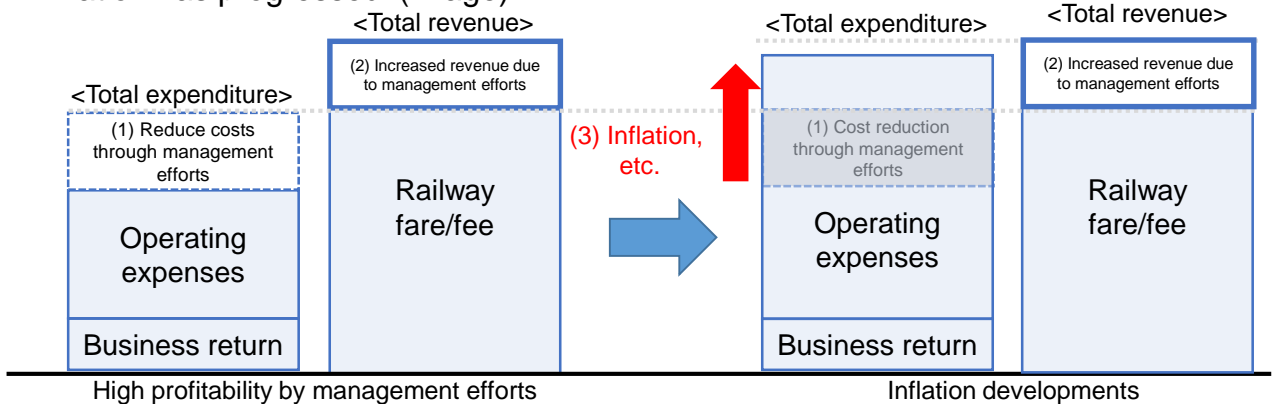 <Total revenue>
(2) Increased revenue due
to management efforts
<Total expenditure>
(1) Reduce costs
through management
efforts
Operating
expenses
Business return
Railway
fare/fee
High profitability by management efforts
(3) Inflation,
etc.
<Total expenditure>
(1) Cost reduction
through management
efforts
Operating
expenses
Business return
<Total revenue>
(2) Increased revenue due
to management efforts
Railway
fare/fee
Inflation developments